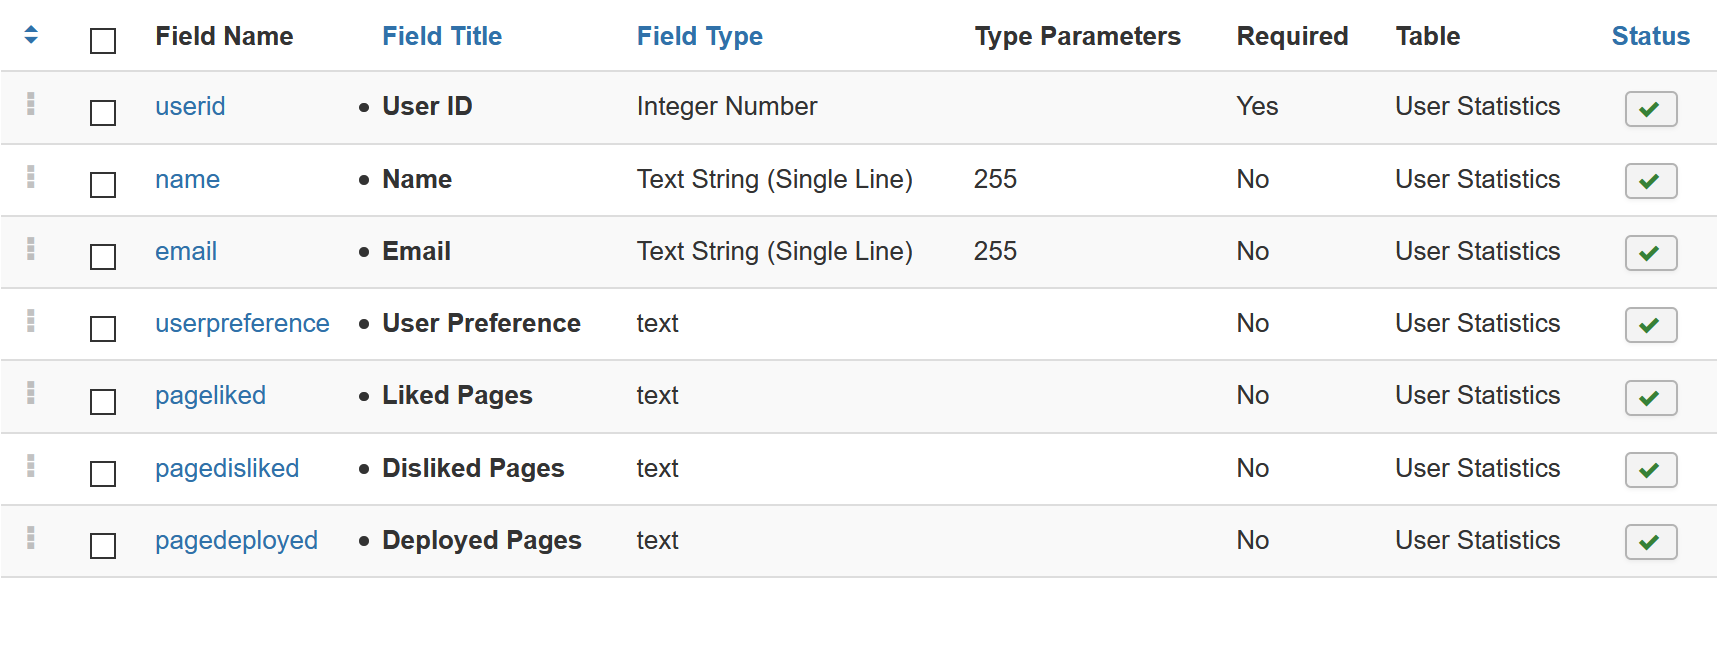 Field Name Field Title Field Type Type Parameters Required Table Status
userid • User ID Integer Number Yes User Statistics
name • Name Text String (Single Line) 255 No User Statistics
email • Email Text String (Single Line) 255 No User Statistics
userpreference • User Preference text No User Statistics
pageliked • Liked Pages text No User Statistics
pagedisliked • Disliked Pages text No User Statistics
pagedeployed • Deployed Pages text No User Statistics